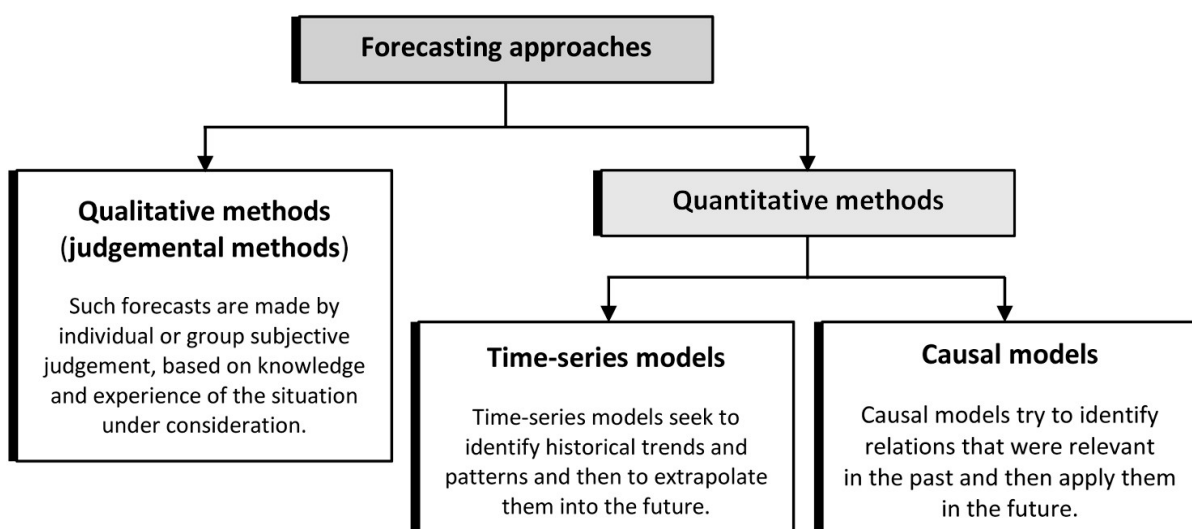 Forecasting approaches
Qualitative methods
(judgemental methods)
Such forecasts are made by
individual or group subjective
judgement, based on knowledge
and experience of the situation
under consideration.
Quantitative methods
Time-series models
Time-series models seek to
identify historical trends and
patterns and then to extrapolate
them into the future.
Causal models
Causal models try to identify
relations that were relevant
in the past and then apply them
in the future.